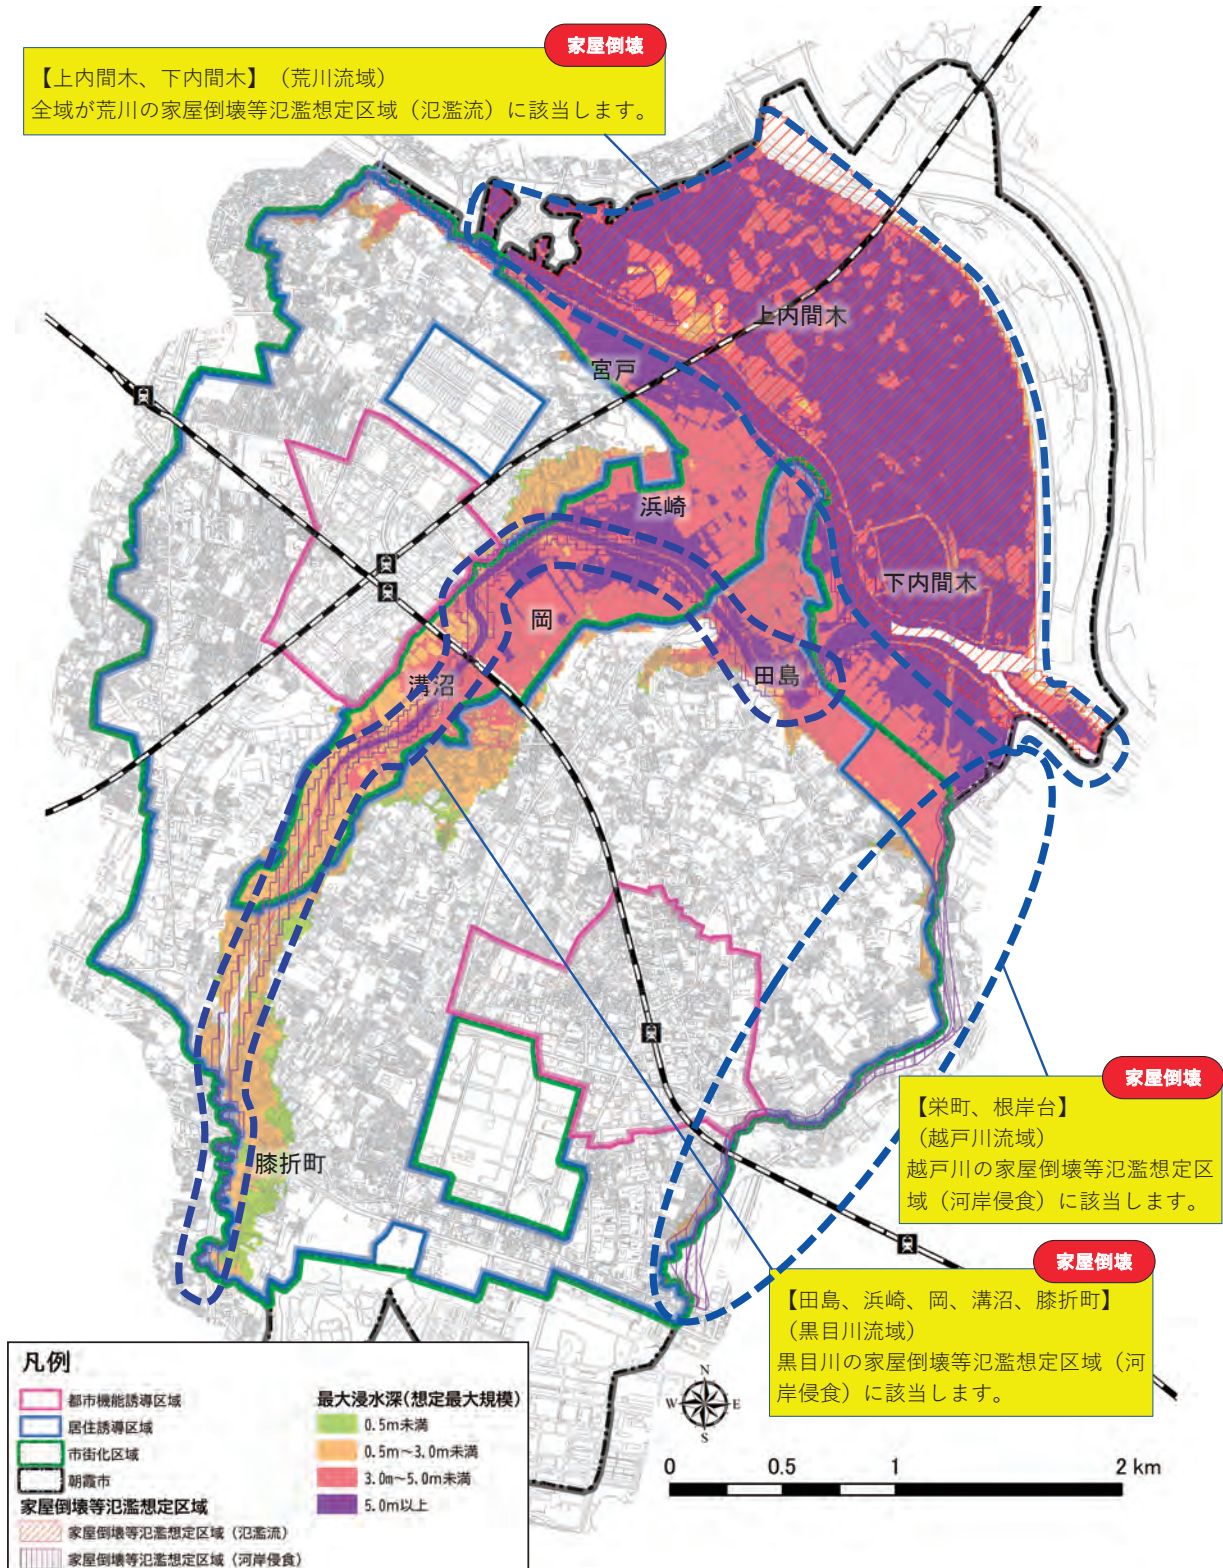 家屋倒壊
【上内間木、下内間木】（荒川流域）
全域が荒川の家屋倒壊等氾濫想定区域（氾濫流）に該当します。
上内間木
宮戸
浜崎
下内間木
岡
田島
溝沼
膝折町
家屋倒壊
【栄町、根岸台】
（越戸川流域）
越戸川の家屋倒壊等氾濫想定区
域（河岸侵食）に該当します。
家屋倒壊
【田島、浜崎、岡、溝沼、膝折町】
（黒目川流域）
黒目川の家屋倒壊等氾濫想定区域（河
岸侵食）に該当します。
凡例
都市機能誘導区域
居住誘導区域
市街化区域
朝霞市
家屋倒壊等氾濫想定区域
家屋倒壊等氾濫想定区域（氾濫流）
家屋倒壊等氾濫想定区域（河岸侵食）
最大浸水深(想定最大規模)
0.5m未満
0.5m～3.0m未満
3.0m～5.0m未満
5.0m以上
N
W
E
S
0 0.5 1 2 km